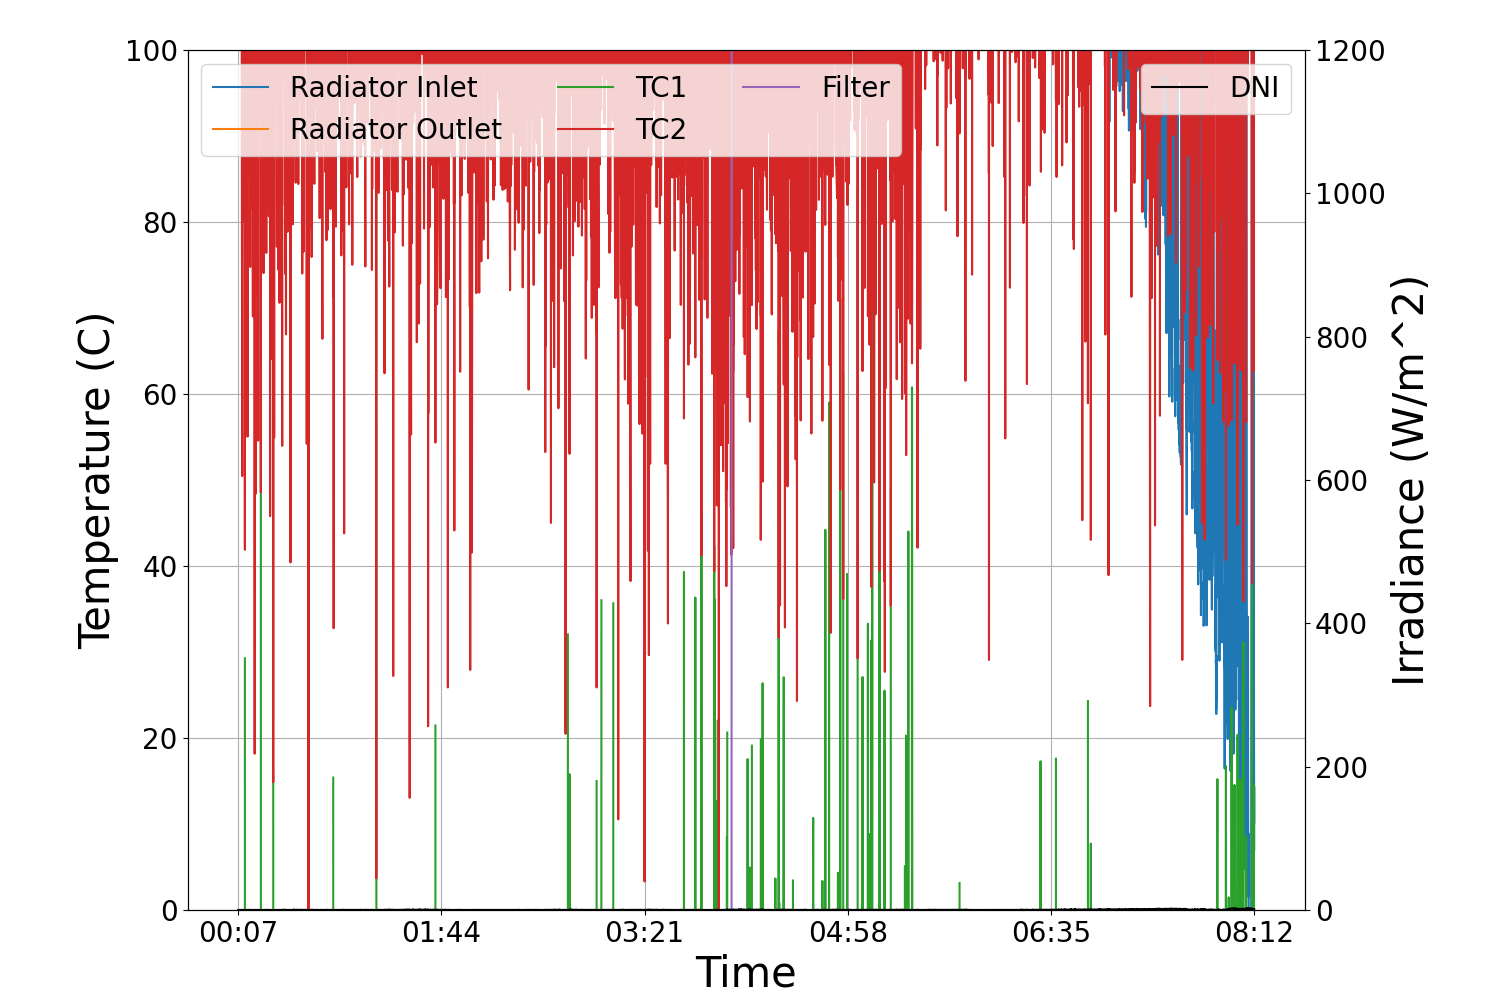 100
80
60
40
20
0
Temperature (C)
Radiator Inlet
Radiator Outlet
TC1
TC2
Filter
DNI
1200
1000
800
600
400
200
0
Irradiance (W/m^2)
00:07
01:44
03:21
04:58
06:35
08:12
Time